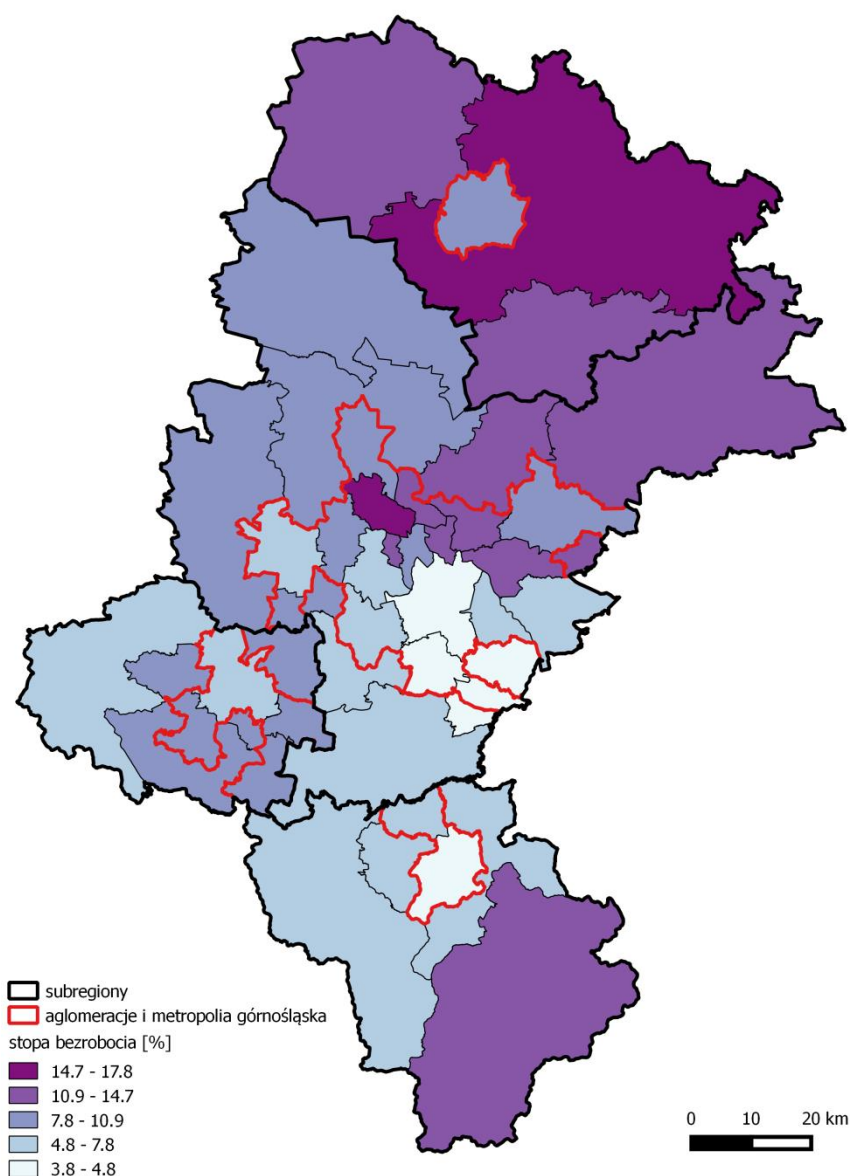 subregiony
aglomeracje i metropolia górnośląska
stopa bezrobocia [%]
14.7 - 17.8
10.9 - 14.7
7.8 - 10.9
4.8 - 7.8
3.8 - 4.8
0 10 20 km